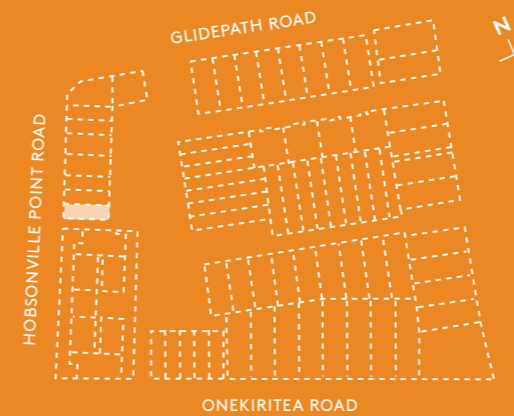 GLIDEPATH ROAD
N
HOBSONVILLE POINT ROAD
ONEKIRITEA ROAD